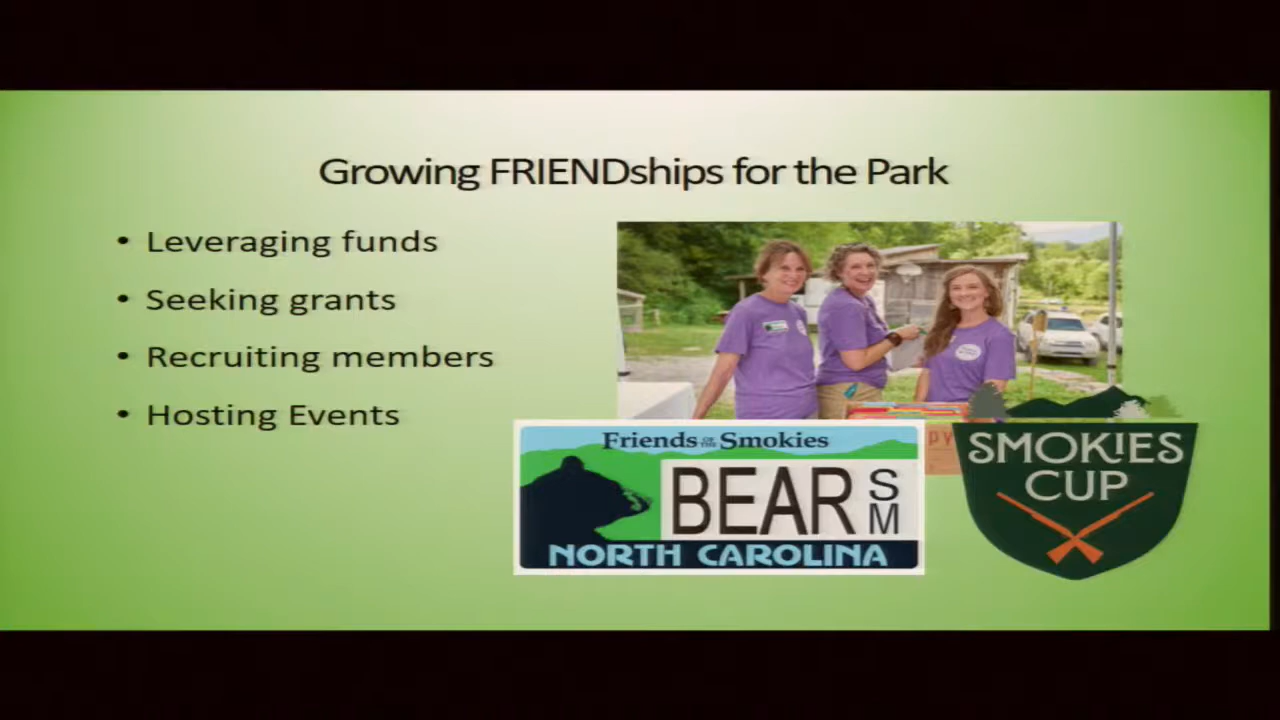 Growing FRIENDships for the Park
• Leveraging funds
• Seeking grants
• Recruiting members
• Hosting Events
Friends OF THE Smokies
BEAR SM
NORTH CAROLINA
SMOKIES
CUP